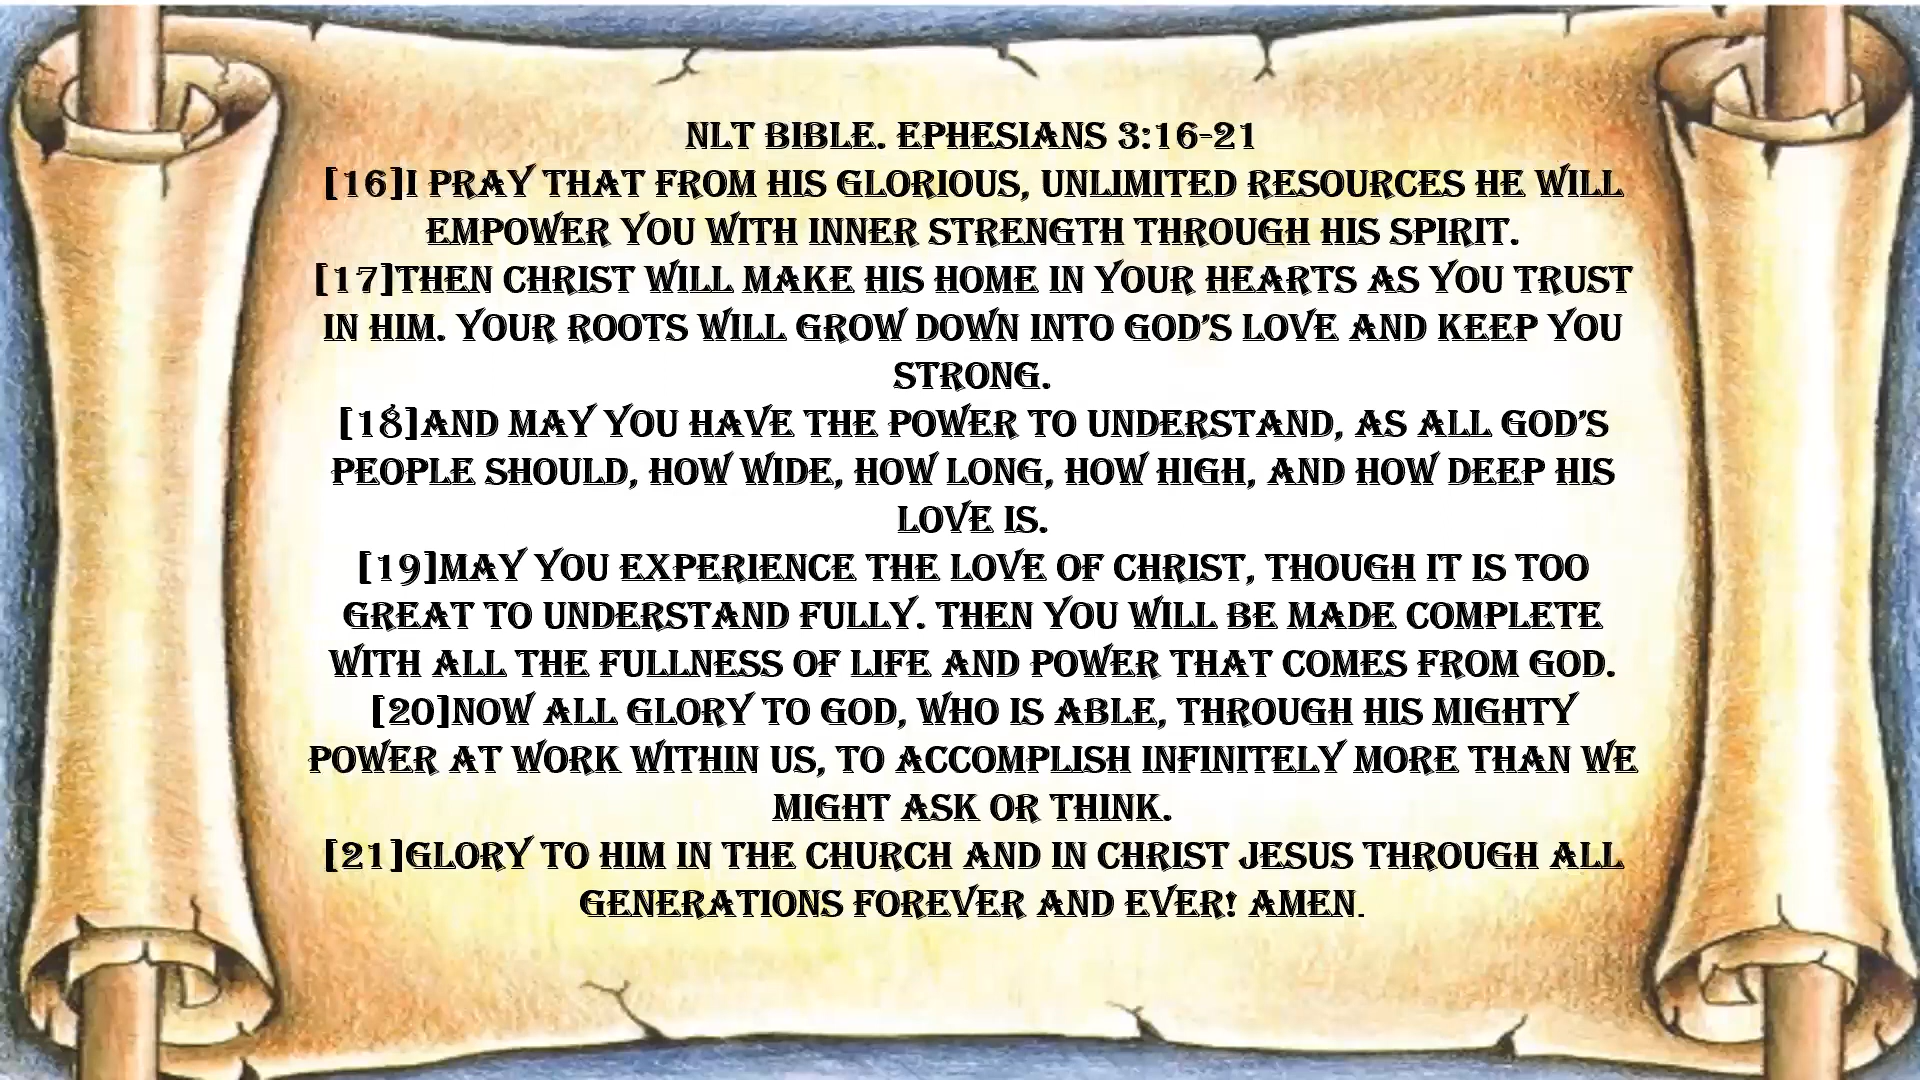 NLT BIBLE. EPHESIANS 3:16-21
[16]I PRAY THAT FROM HIS GLORIOUS, UNLIMITED RESOURCES HE WILL
EMPOWER YOU WITH INNER STRENGTH THROUGH HIS SPIRIT.
[17]THEN CHRIST WILL MAKE HIS HOME IN YOUR HEARTS AS YOU TRUST
IN HIM. YOUR ROOTS WILL GROW DOWN INTO GOD’S LOVE AND KEEP YOU
STRONG.
[18]AND MAY YOU HAVE THE POWER TO UNDERSTAND, AS ALL GOD’S
PEOPLE SHOULD, HOW WIDE, HOW LONG, HOW HIGH, AND HOW DEEP HIS
LOVE IS.
[19]MAY YOU EXPERIENCE THE LOVE OF CHRIST, THOUGH IT IS TOO
GREAT TO UNDERSTAND FULLY. THEN YOU WILL BE MADE COMPLETE
WITH ALL THE FULLNESS OF LIFE AND POWER THAT COMES FROM GOD.
[20]NOW ALL GLORY TO GOD, WHO IS ABLE, THROUGH HIS MIGHTY
POWER AT WORK WITHIN US, TO ACCOMPLISH INFINITELY MORE THAN WE
MIGHT ASK OR THINK.
[21]GLORY TO HIM IN THE CHURCH AND IN CHRIST JESUS THROUGH ALL
GENERATIONS FOREVER AND EVER! AMEN.